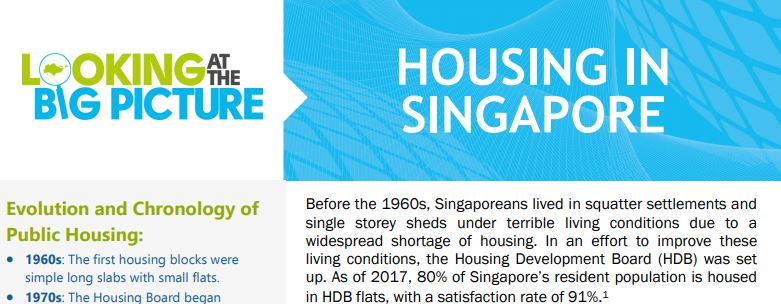 LOOKING AT THE
BIG PICTURE
HOUSING IN
SINGAPORE
Evolution and Chronology of
Public Housing:
• 1960s: The first housing blocks were
simple long slabs with small flats.
• 1970s: The Housing Board began
Before the 1960s, Singaporeans lived in squatter settlements and
single storey sheds under terrible living conditions due to a
widespread shortage of housing. In an effort to improve these
living conditions, the Housing Development Board (HDB) was set
up. As of 2017, 80% of Singapore’s resident population is housed
in HDB flats, with a satisfaction rate of 91%.¹